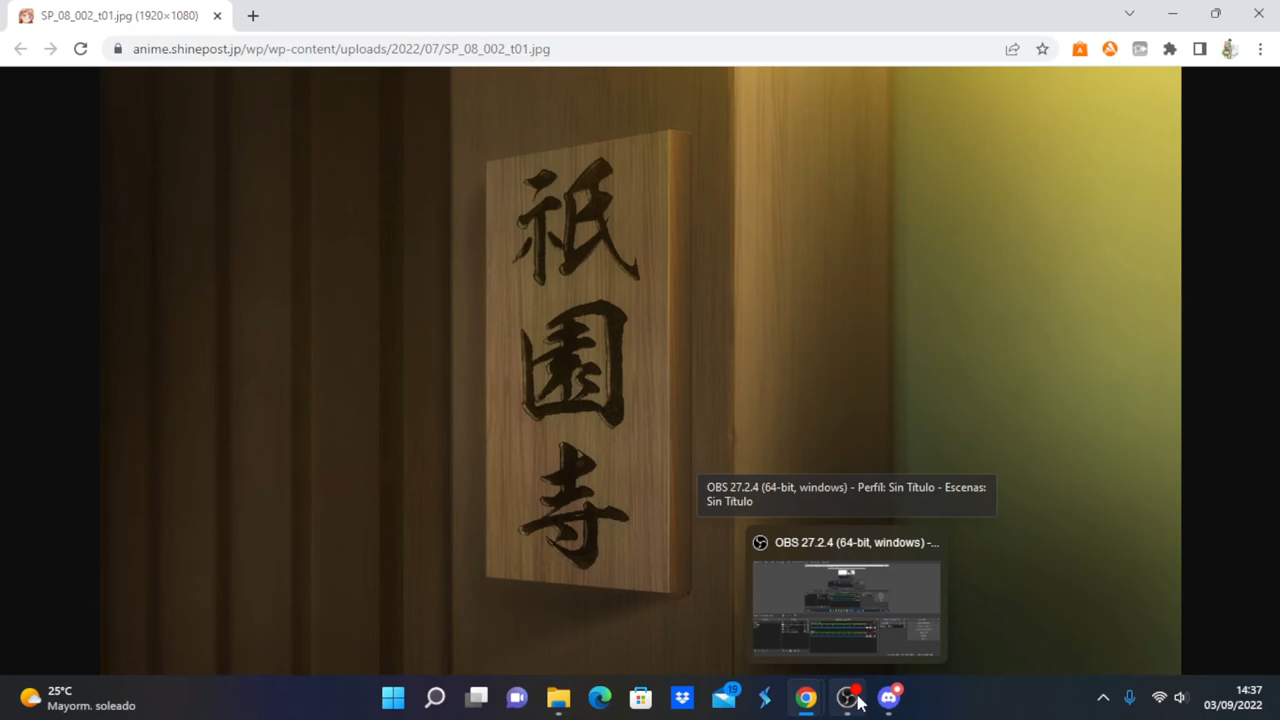 SP_08_002_t01.jpg (1920×1080)
anime.shinepost.jp/wp/wp-content/uploads/2022/07/SP_08_002_t01.jpg
祇園寺
OBS 27.2.4 (64-bit, windows) - Perfil: Sin Título - Escenas:
Sin Título
OBS 27.2.4 (64-bit, windows) -...
25°C
Mayorm. soleado
19
14:37
03/09/2022